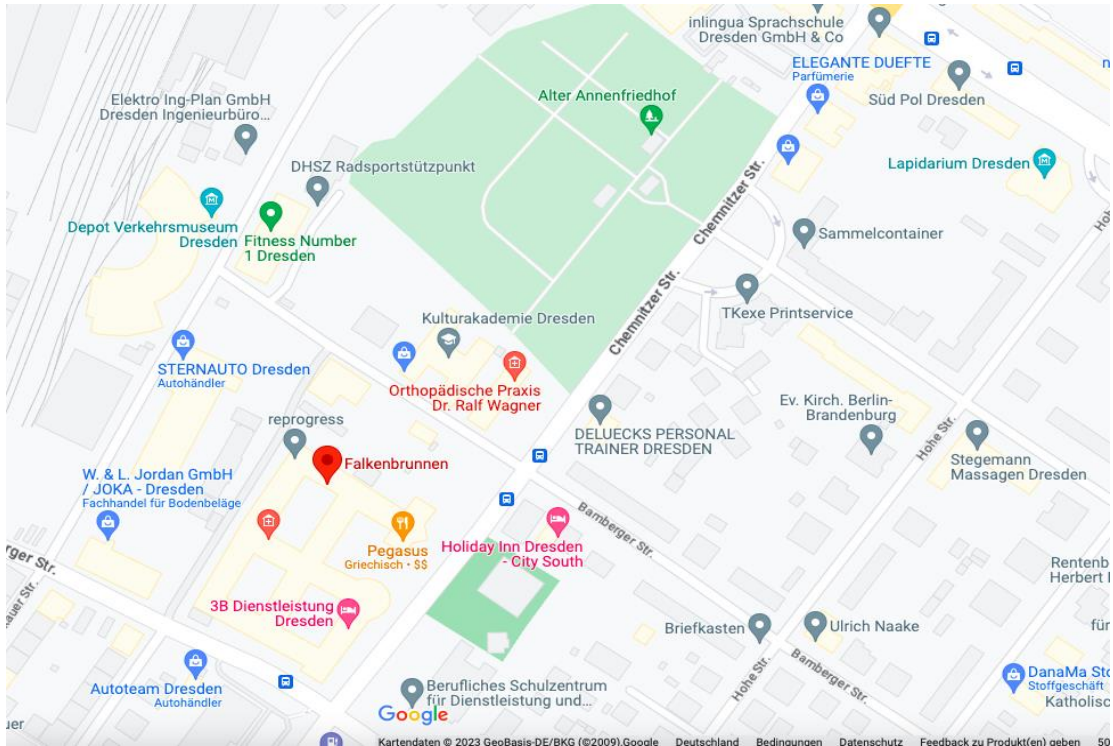 inlingua Sprachschule
Dresden GmbH & Co
ELEGANTE DUEFTE
Parfümerie
Elektro Ing-Plan GmbH
Dresden Ingenieurbüro...
Alter Annenfriedhof
Süd Pol Dresden
DHSZ Radsportstützpunkt
Lapidarium Dresden
Chemnitzer Str.
Depot Verkehrsmuseum
Dresden
Fitness Number
1 Dresden
Sammelcontainer
Chemnitzer Str.
TKexe Printservice
Kulturakademie Dresden
STERNAUTO Dresden
Autohändler
Orthopädische Praxis
Dr. Ralf Wagner
Ev. Kirch. Berlin-
Brandenburg
Hohe Str.
reprogress
DELUECKS PERSONAL
TRAINER DRESDEN
Stegemann
Massagen Dresden
Falkenbrunnen
W. & L. Jordan GmbH
/ JOKA - Dresden
Fachhandel für Bodenbeläge
Bamberger Str.
Pegasus
Griechisch • $$
Holiday Inn Dresden
- City South
rger Str.
Rentenb
Herbert
3B Dienstleistung
Dresden
Briefkasten
Ulrich Naake
für
Hohe Str.
Bamberger Str.
Autoteam Dresden
Autohändler
Berufliches Schulzentrum
für Dienstleistung und...
DanaMa Sto
Stoffgeschäft
Katholisc
Google
Kartendaten © 2023 GeoBasis-DE/BKG (©2009),Google Deutschland Bedingungen Datenschutz Feedback zu Produkt(en) geben 50